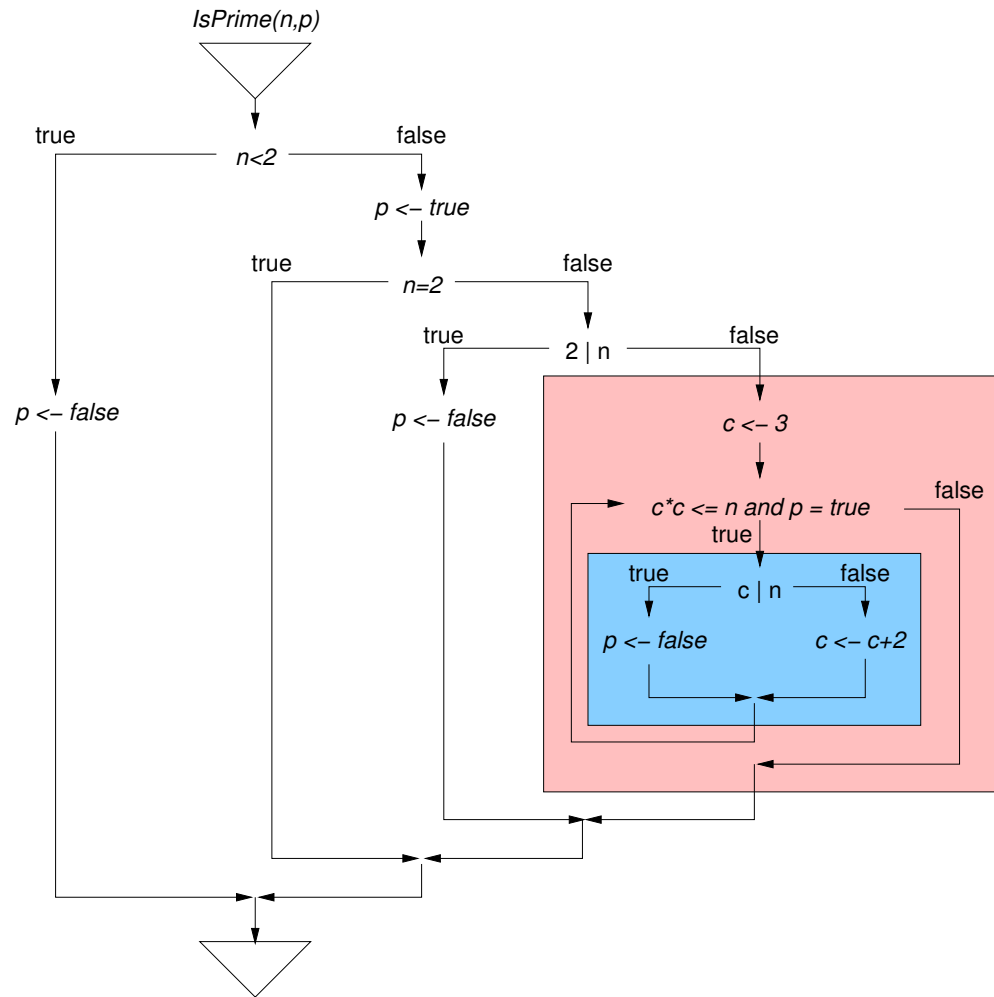 IsPrime(n,p)
true
false
n<2
p <– true
true
false
n=2
true
false
2 | n
p <– false
p <– false
c <– 3
false
c*c <= n and p = true
true
true
false
c | n
p <– false
c <– c+2